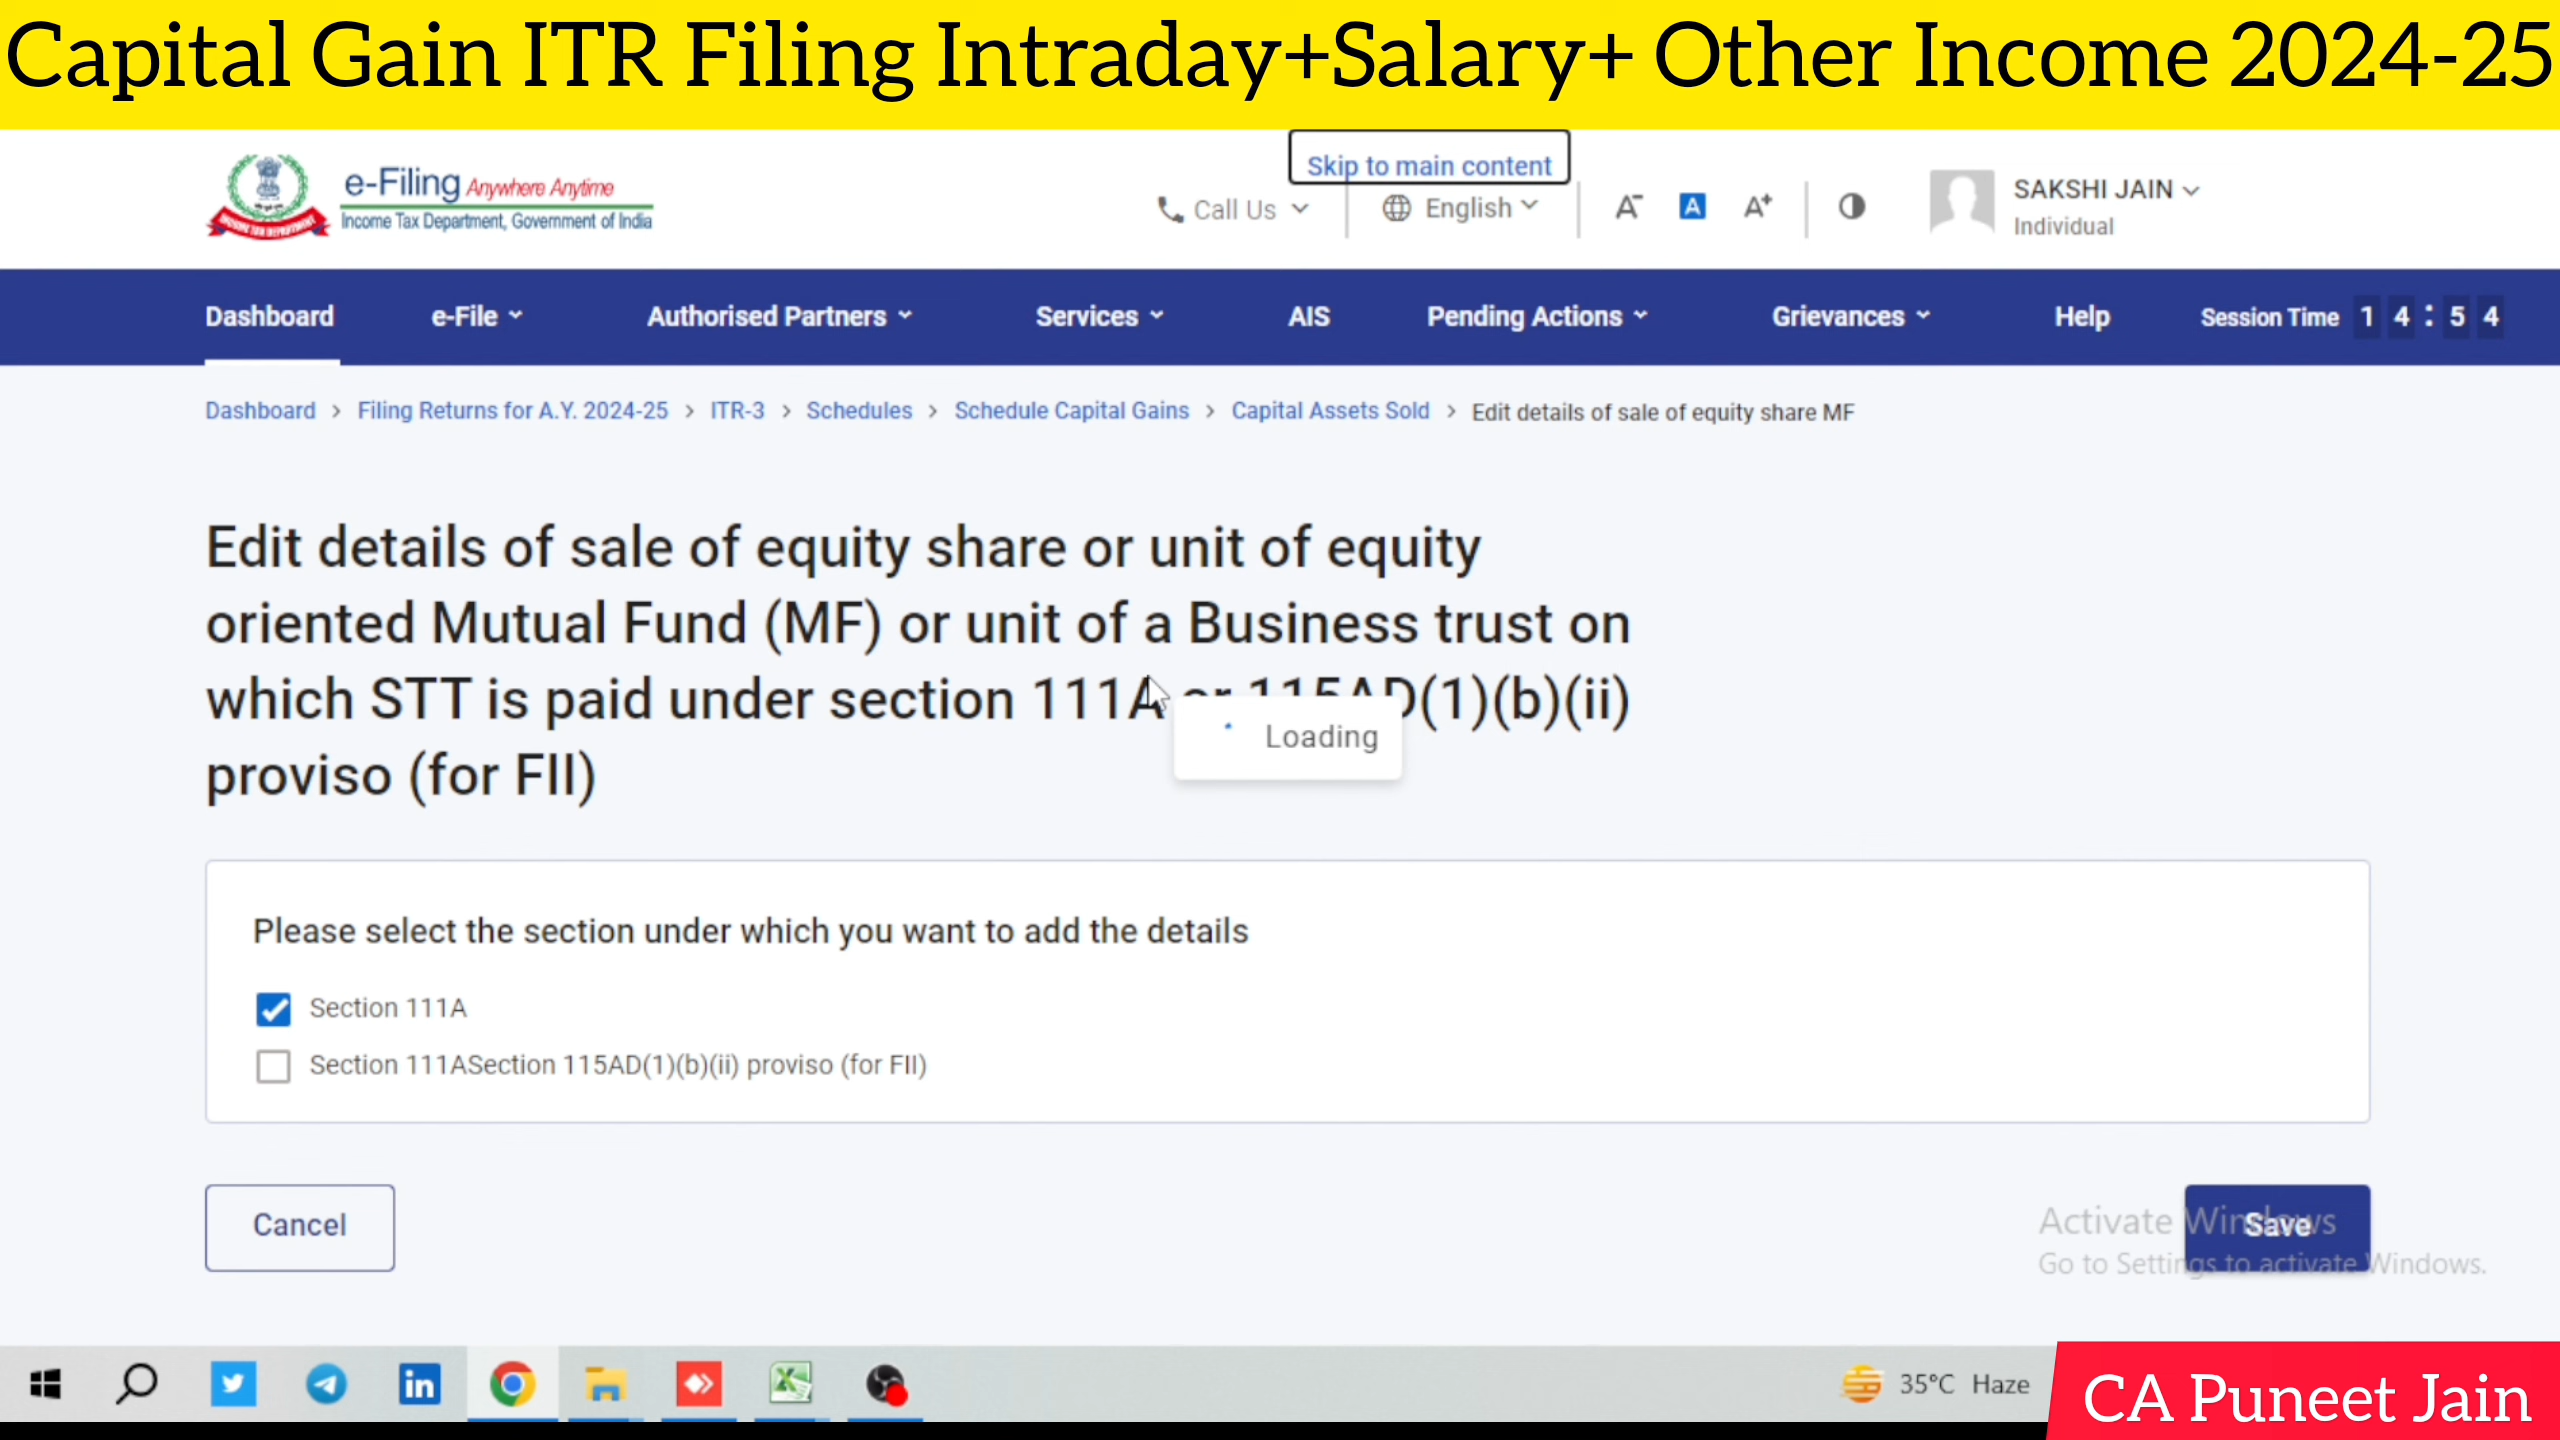 Capital Gain ITR Filing Intraday+Salary+ Other Income 2024-25
Skip to main content
e-Filing Anywhere Anytime
Income Tax Department, Government of India
Call Us
English
A-
A
A+
SAKSHI JAIN
Individual
Dashboard
e-File
Authorised Partners
Services
AIS
Pending Actions
Grievances
Help
Session Time 14:54
Dashboard > Filing Returns for A.Y. 2024-25 > ITR-3 > Schedules > Schedule Capital Gains > Capital Assets Sold > Edit details of sale of equity share MF
Edit details of sale of equity share or unit of equity
oriented Mutual Fund (MF) or unit of a Business trust on
which STT is paid under section 111A or 115AD(1)(b)(ii)
proviso (for FII)
Loading
Please select the section under which you want to add the details
Section 111A
Section 111ASection 115AD(1)(b)(ii) proviso (for FII)
Cancel
Save
Activate Windows
Go to Settings to activate Windows.
35°C Haze
CA Puneet Jain